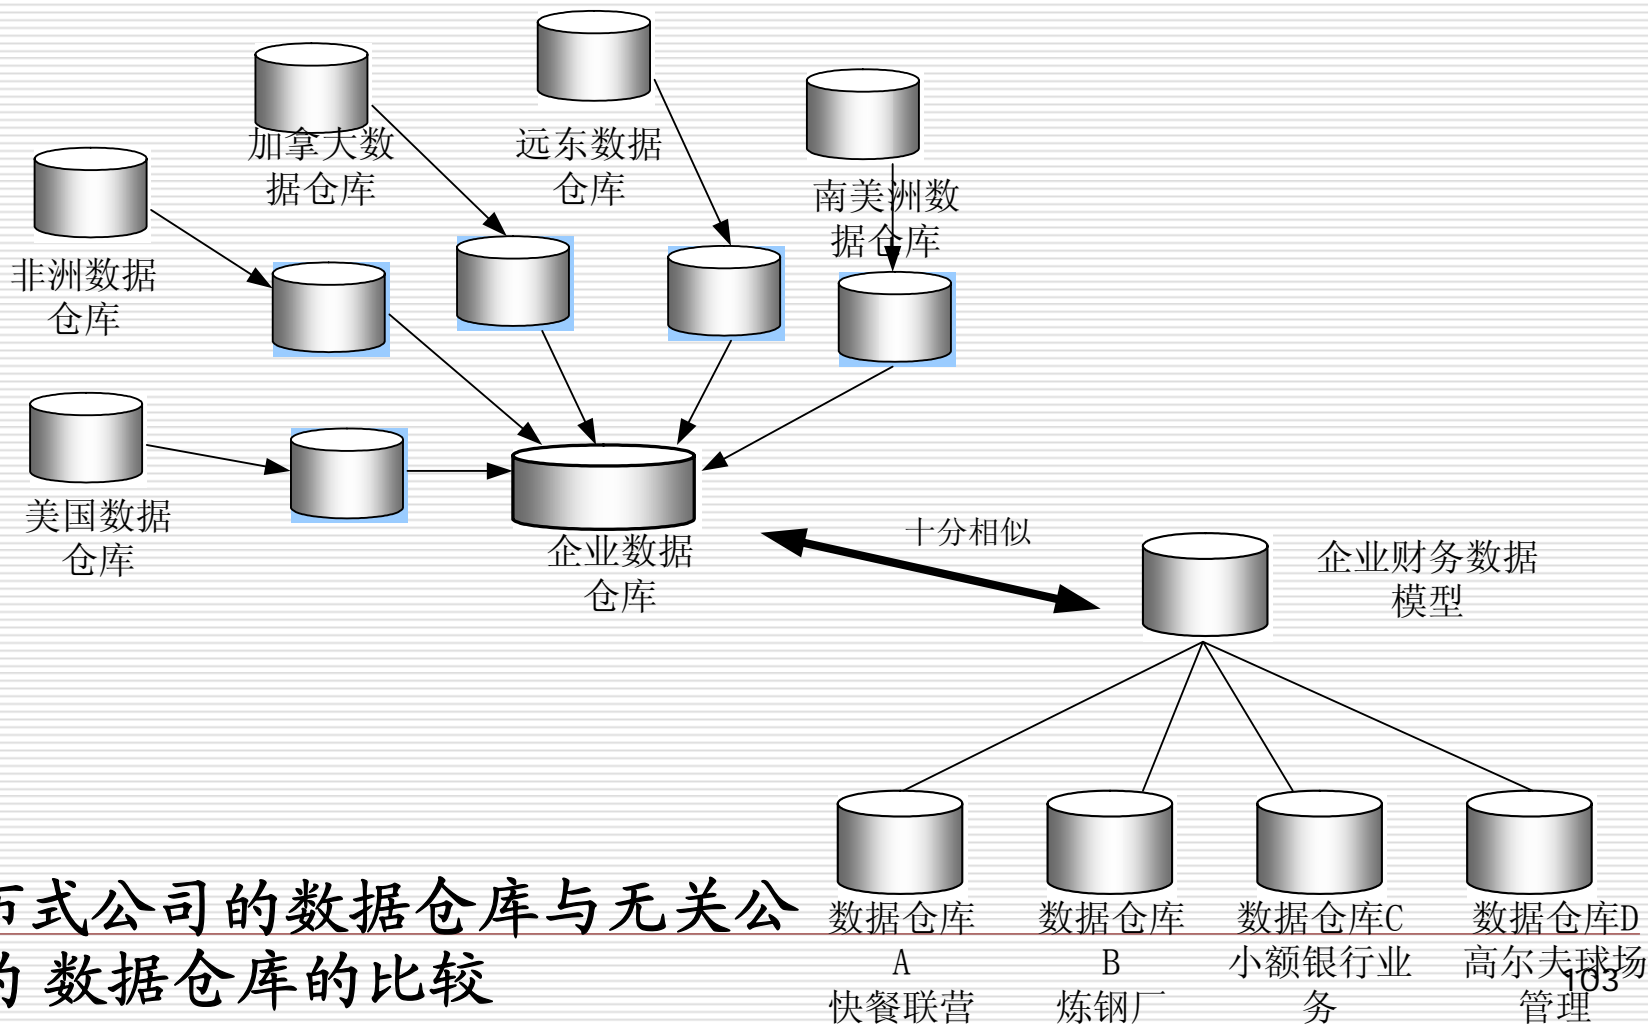 加拿大数
据仓库
远东数据
仓库
南美洲数
据仓库
非洲数据
仓库
美国数据
仓库
企业数据
仓库
十分相似
企业财务数据
模型
布式公司的数据仓库与无关公
的 数据仓库的比较
数据仓库
A
快餐联营
数据仓库
B
炼钢厂
数据仓库C
小额银行业
务
数据仓库D
高尔夫球场
管理
103